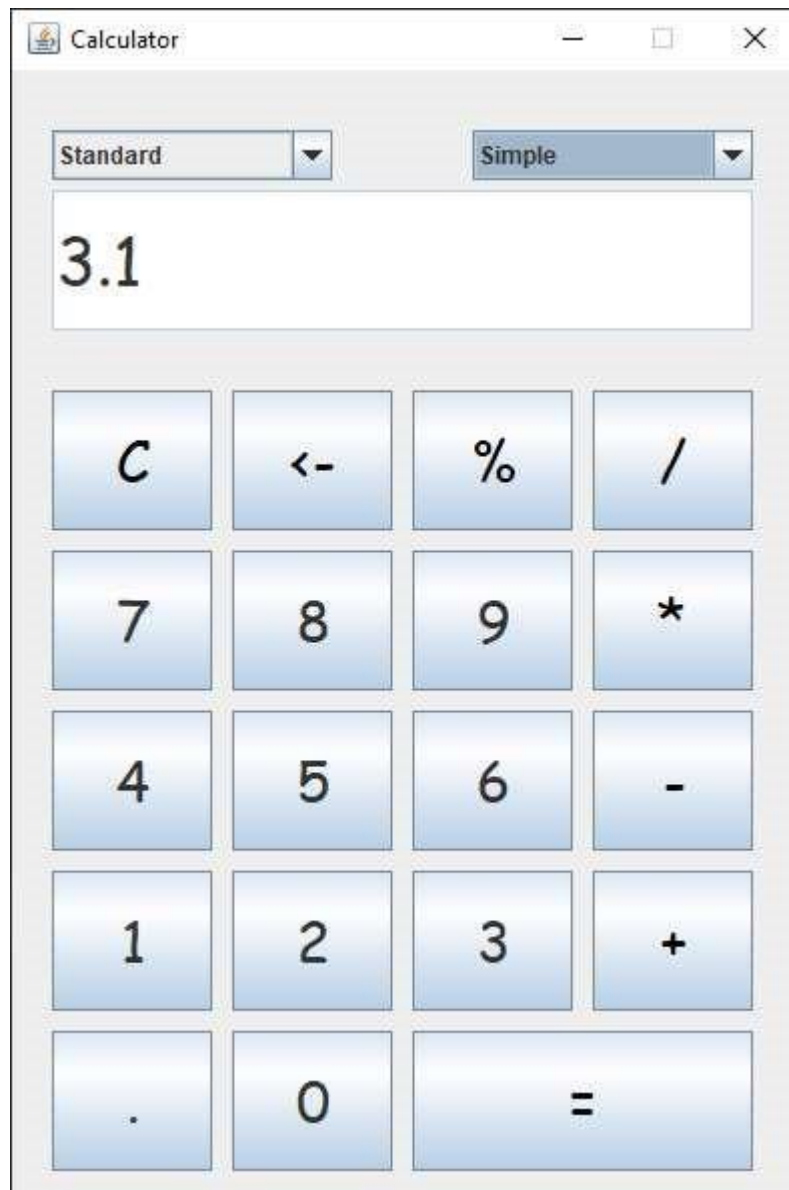 Calculator
Standard Simple
3.1
C <- % /
7 8 9 *
4 5 6 -
1 2 3 +
. 0 =